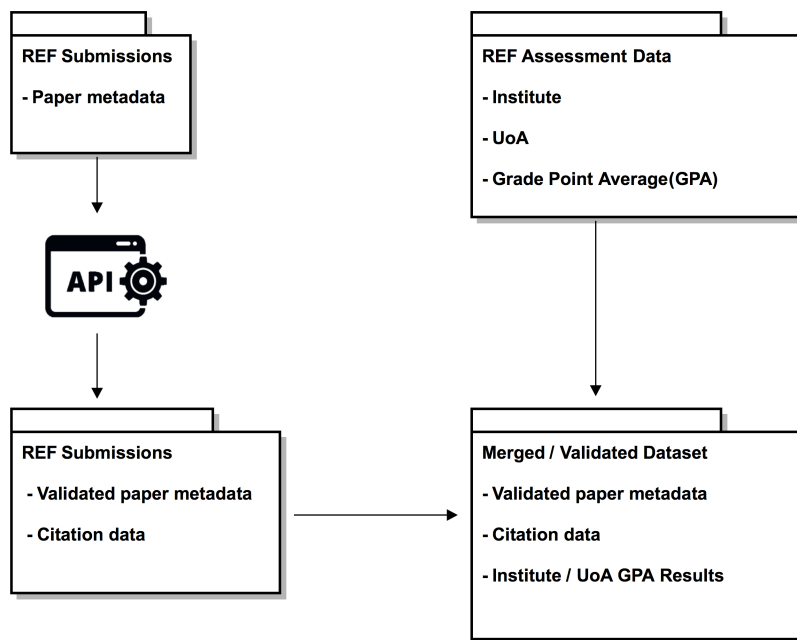 REF Submissions
- Paper metadata
REF Assessment Data
- Institute
- UoA
- Grade Point Average(GPA)
API
REF Submissions
- Validated paper metadata
- Citation data
Merged / Validated Dataset
- Validated paper metadata
- Citation data
- Institute / UoA GPA Results